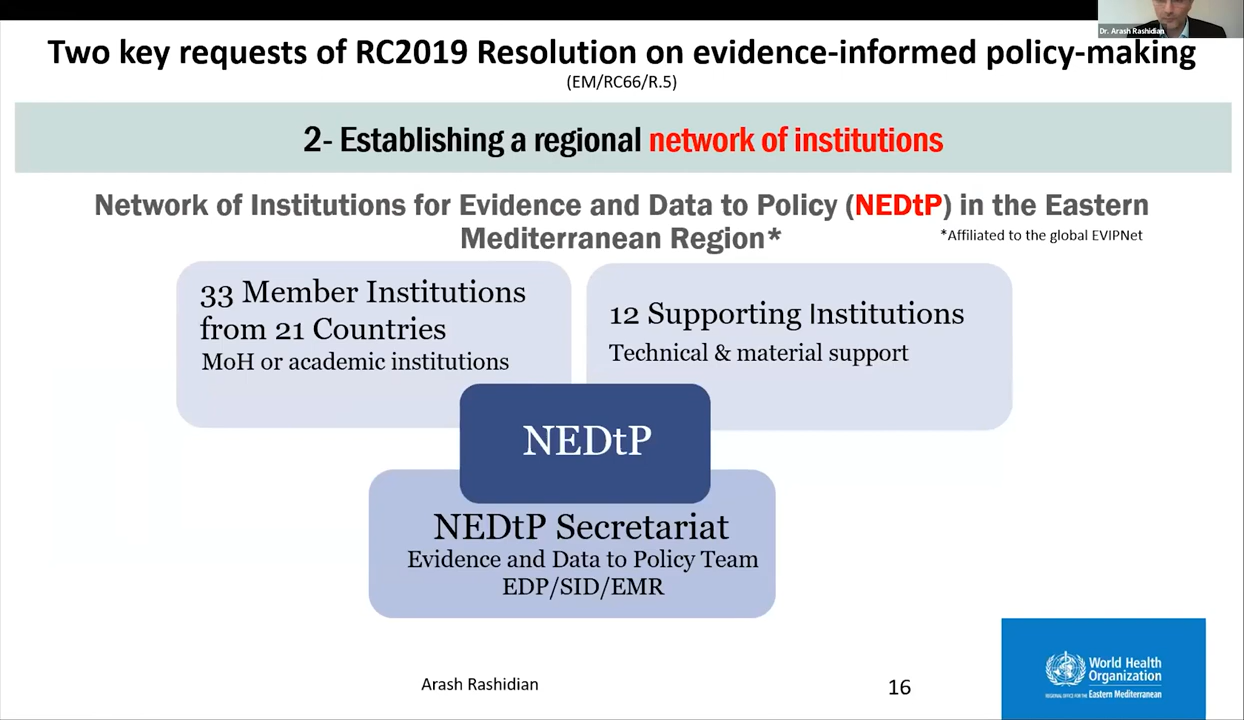 Dr. Arash Rashidian
Two key requests of RC2019 Resolution on evidence-informed policy-making
(EM/RC66/R.5)
2- Establishing a regional network of institutions
Network of Institutions for Evidence and Data to Policy (NEDtP) in the Eastern
Mediterranean Region*
*Affiliated to the global EVIPNet
33 Member Institutions
from 21 Countries
MoH or academic institutions
12 Supporting Institutions
Technical & material support
NEDtP
NEDtP Secretariat
Evidence and Data to Policy Team
EDP/SID/EMR
Arash Rashidian
16
World Health
Organization
REGIONAL OFFICE FOR THE Eastern Mediterranean